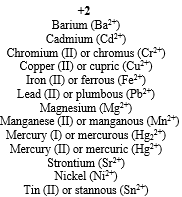 +2
Barium (Ba²⁺)
Cadmium (Cd²⁺)
Chromium (II) or chromus (Cr²⁺)
Copper (II) or cupric (Cu²⁺)
Iron (II) or ferrous (Fe²⁺)
Lead (II) or plumbous (Pb²⁺)
Magnesium (Mg²⁺)
Manganese (II) or manganous (Mn²⁺)
Mercury (I) or mercurous (Hg₂²⁺)
Mercury (II) or mercuric (Hg²⁺)
Strontium (Sr²⁺)
Nickel (Ni²⁺)
Tin (II) or stannous (Sn²⁺)